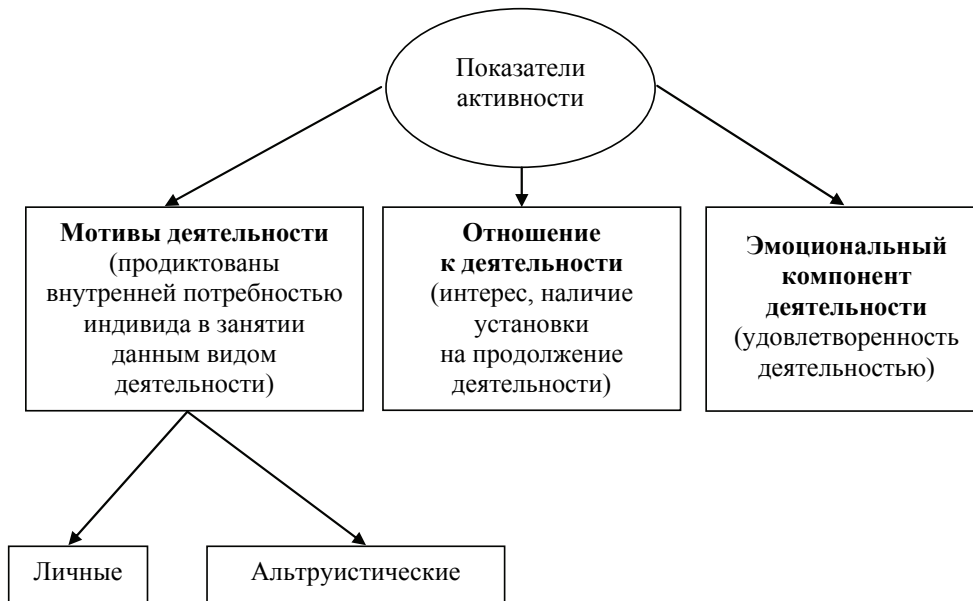 Показатели
активности
Мотивы деятельности
(продиктованы
внутренней потребностью
индивида в занятии
данным видом
деятельности)
Отношение
к деятельности
(интерес, наличие
установки
на продолжение
деятельности)
Эмоциональный
компонент
деятельности
(удовлетворенность
деятельностью)
Личные
Альтруистические